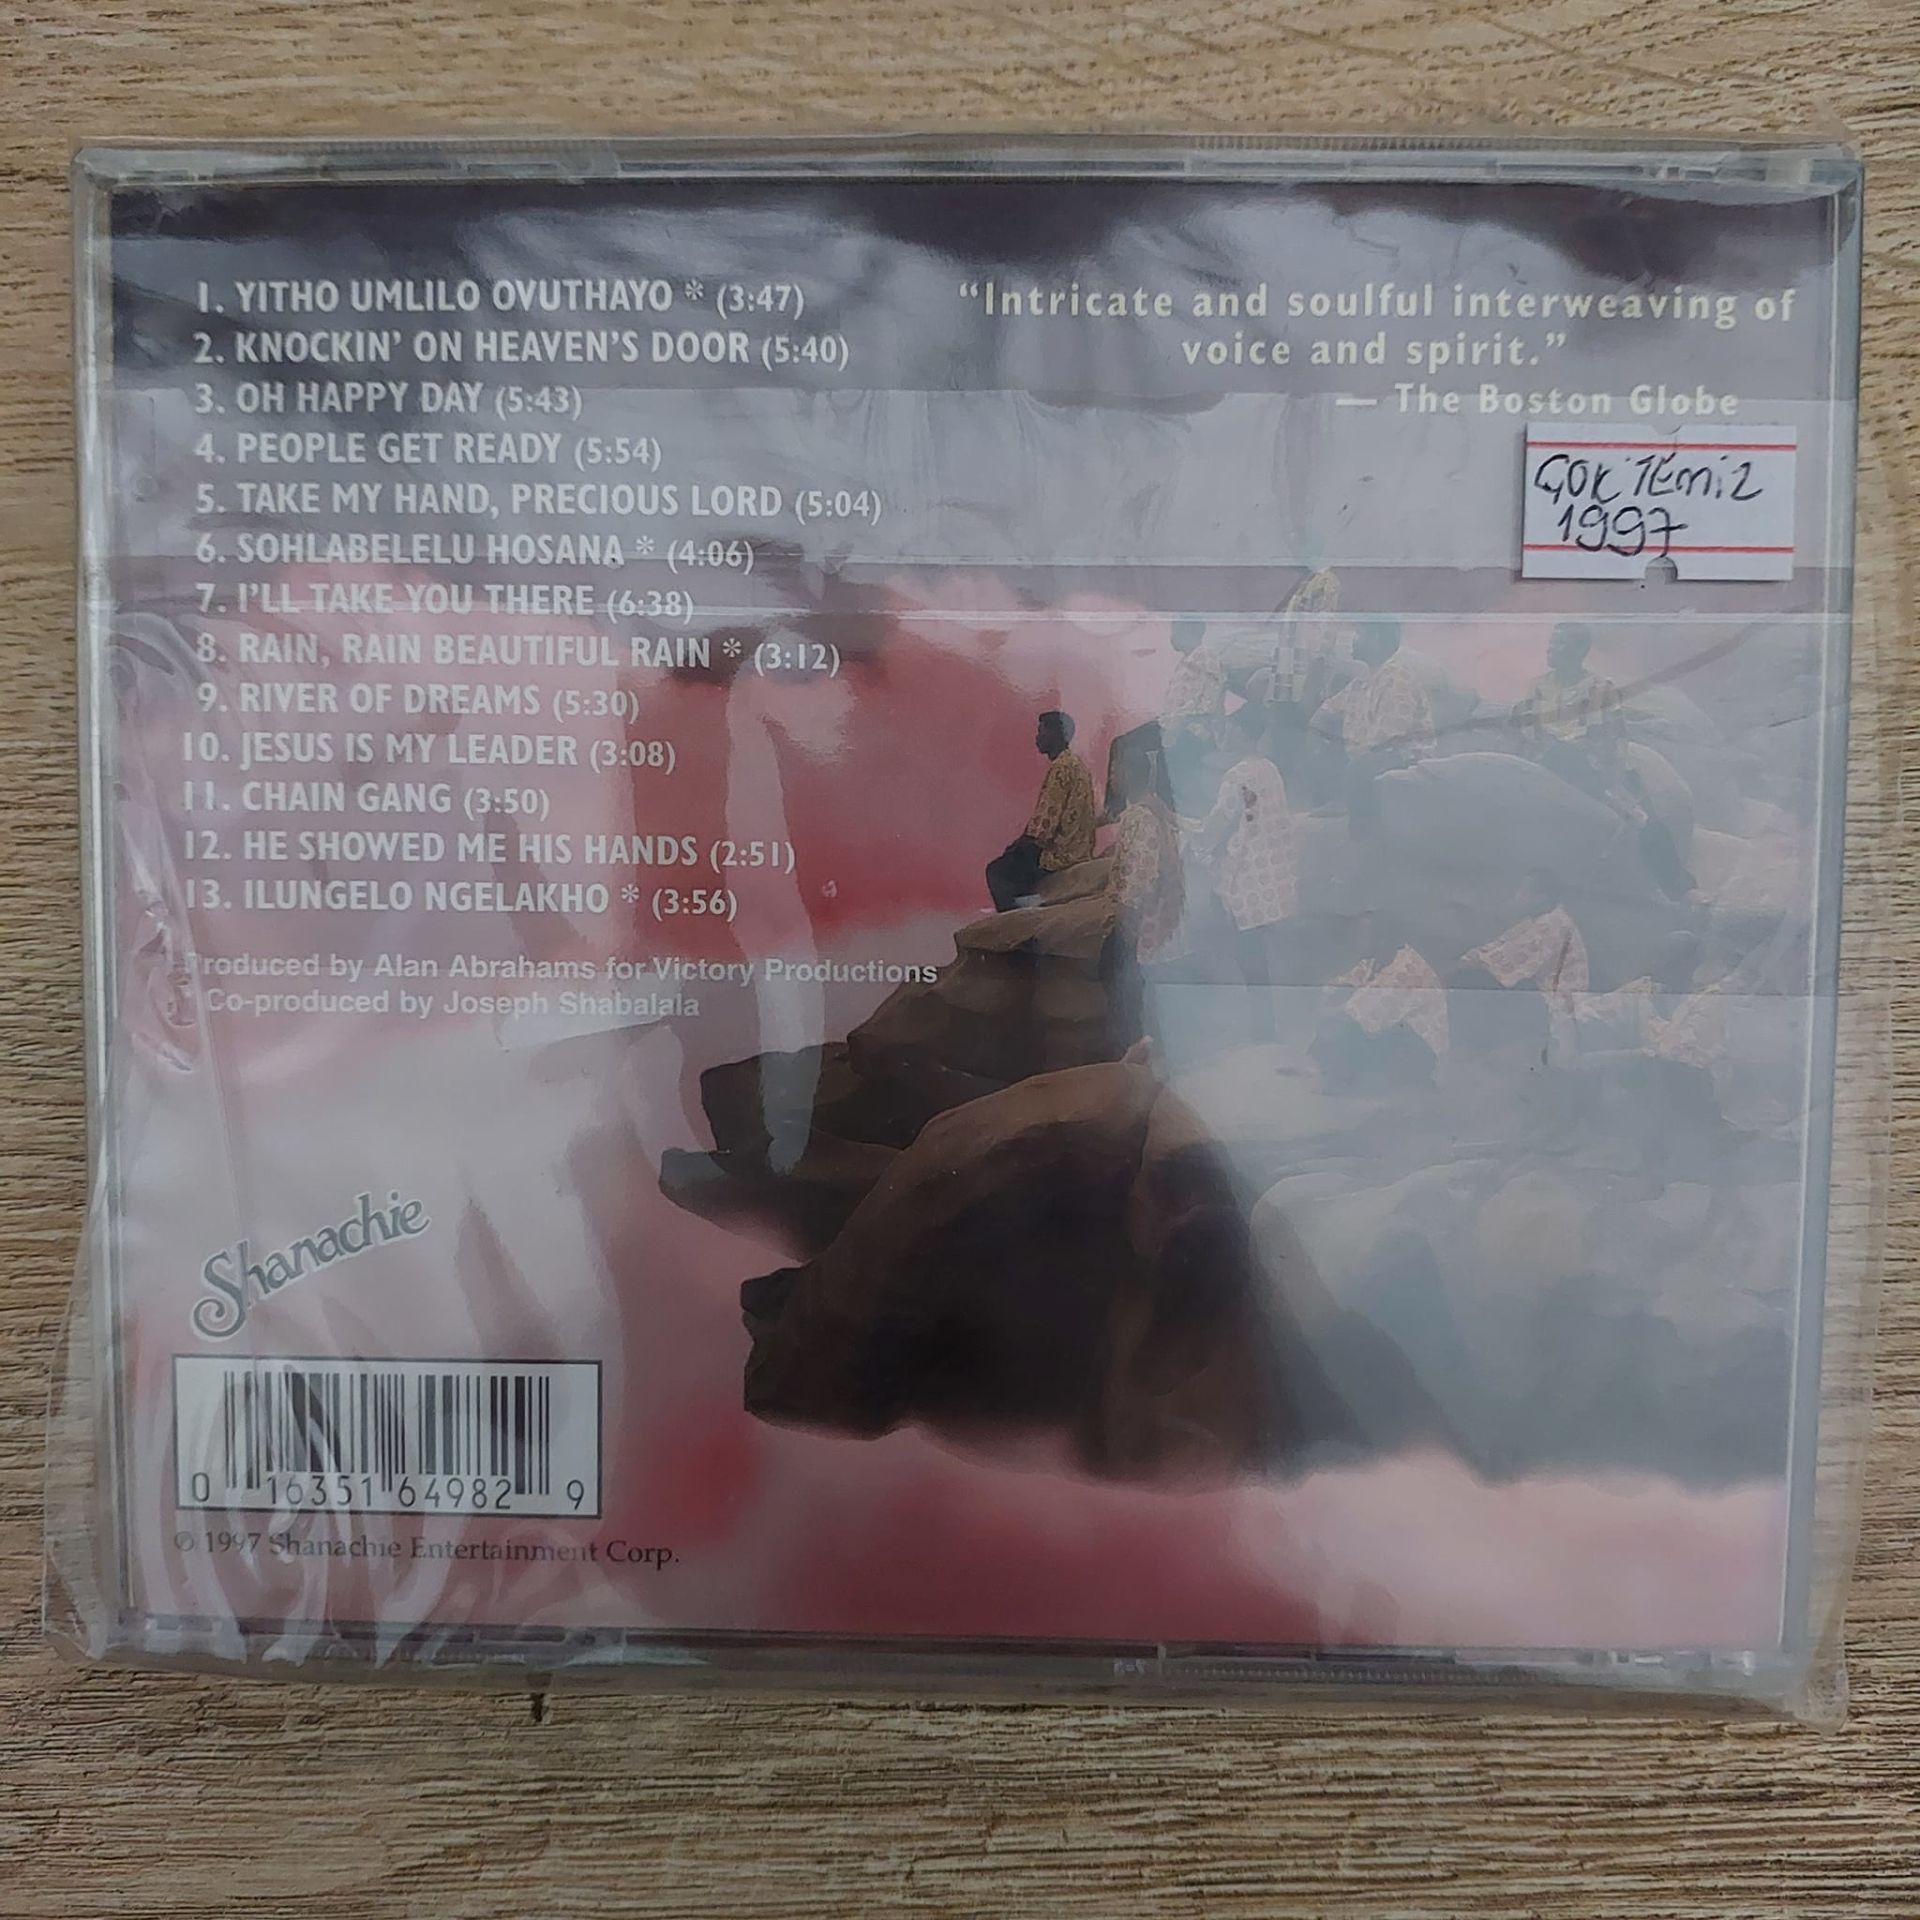 1. YITHO UMLILO OVUTHAYO * (3:47)
2. KNOCKIN' ON HEAVEN'S DOOR (5:40)
3. OH HAPPY DAY (5:43)
4. PEOPLE GET READY (5:54)
5. TAKE MY HAND, PRECIOUS LORD (5:04)
6. SOHLABELELU HOSANA * (4:06)
7. I'LL TAKE YOU THERE (6:38)
8. RAIN, RAIN BEAUTIFUL RAIN * (3:12)
9. RIVER OF DREAMS (5:30)
10. JESUS IS MY LEADER (3:08)
11. CHAIN GANG (3:50)
12. HE SHOWED ME HIS HANDS (2:51)
13. ILUNGELO NGELAKHO * (3:56)
Produced by Alan Abrahams for Victory Productions
Co-produced by Joseph Shabalala
"Intricate and soulful interweaving of
voice and spirit."
— The Boston Globe
ÇOK TEMİZ
1997
Shanachie
0 16351 64982 9
℗ 1997 Shanachie Entertainment Corp.